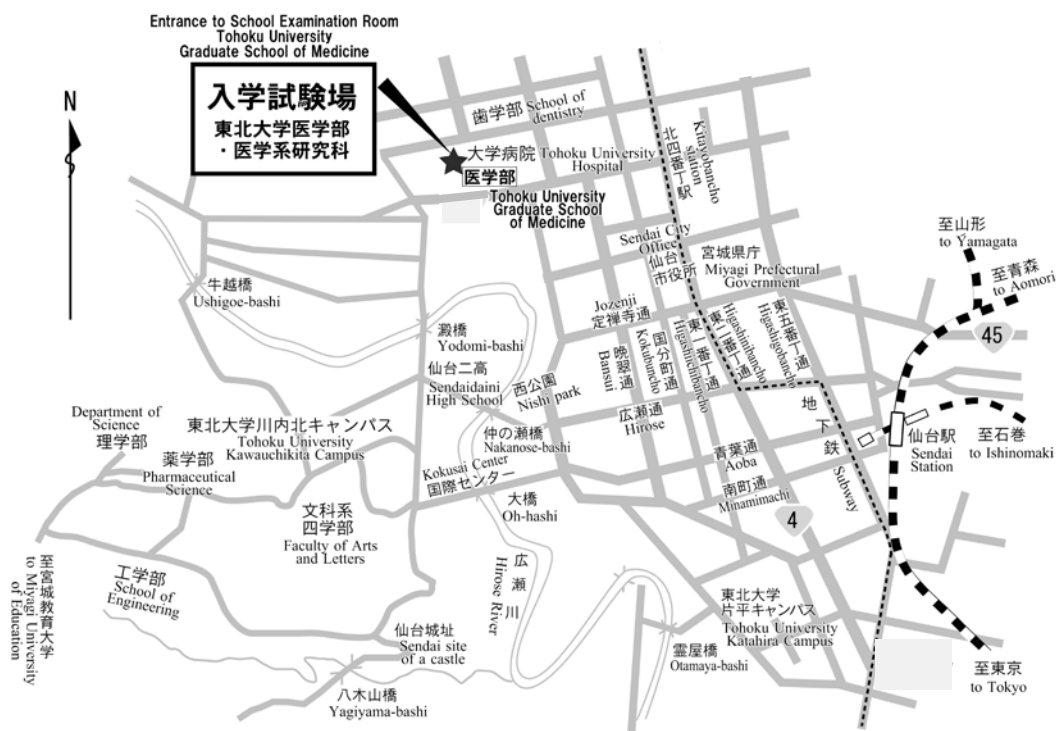 Entrance to School Examination Room
Tohoku University
Graduate School of Medicine
入学試験場
東北大学医学部
・医学系研究科
N
歯学部 School of
dentistry
大学病院 Tohoku University
Hospital
医学部
Tohoku University
Graduate School
of Medicine
北四番丁駅
Kitayobancho
station
Sendai City
Office
仙台
市役所
宮城県庁
Miyagi Prefectural
Government
至山形
to Yamagata
至青森
to Aomori
45
牛越橋
Ushigoe-bashi
澱橋
Yodomi-bashi
Jozenji
定禅寺通
晩翠通
Bansui
国分町通
Kokubuncho
東一番丁通
Higashiichibancho
東二番丁通
Higashinibancho
東五番丁通
Higashigobancho
仙台二高
Sendaidaini
High School
西公園
Nishi park
広瀬通
Hirose
地下鉄
Subway
仙台駅
Sendai
Station
至石巻
to Ishinomaki
Department of
Science
理学部
東北大学川内北キャンパス
Tohoku University
Kawauchikita Campus
仲の瀬橋
Nakanose-bashi
薬学部
Pharmaceutical
Science
Kokusai Center
国際センター
青葉通
Aoba
南町通
Minamimachi
4
文科系
四学部
Faculty of Arts
and Letters
大橋
Oh-hashi
広瀬川
Hirose River
至宮城教育大学
to Miyagi University
of Education
工学部
School of
Engineering
仙台城址
Sendai site
of a castle
八木山橋
Yagiyama-bashi
霊屋橋
Otamaya-bashi
東北大学
片平キャンパス
Tohoku University
Katahira Campus
至東京
to Tokyo